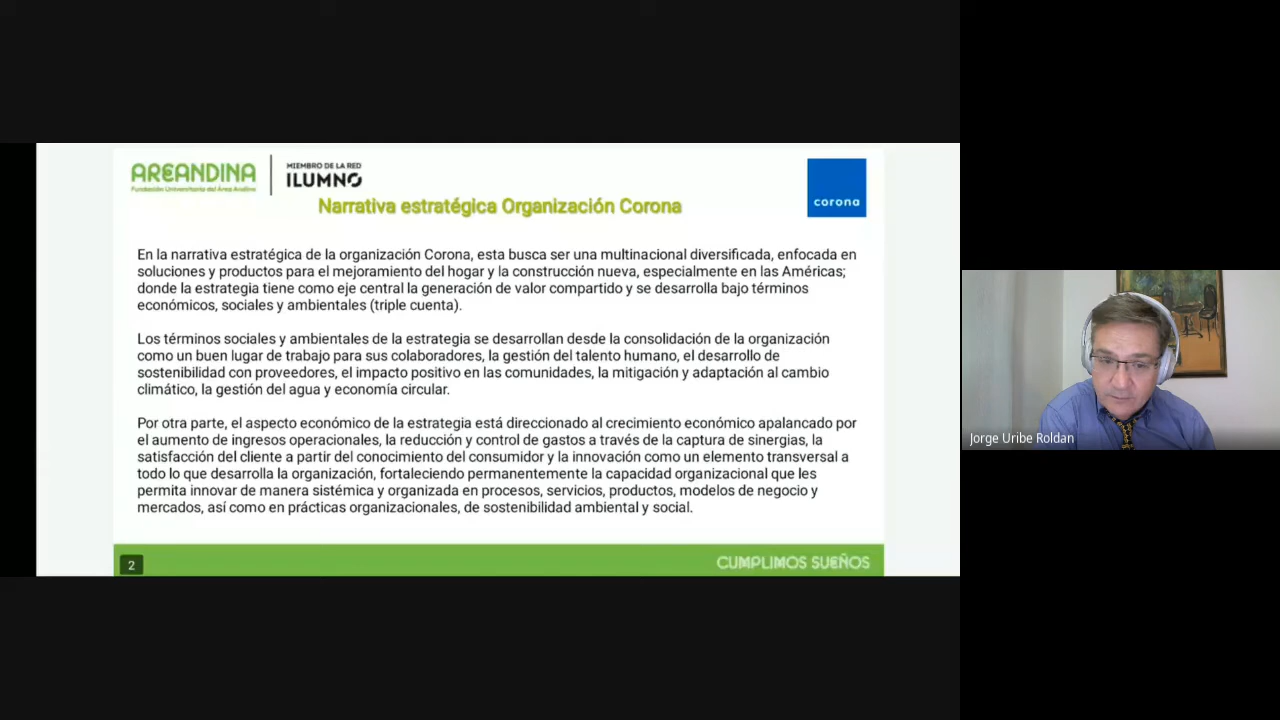 AREANDINA
Fundación Universitaria del Área Andina
MIEMBRO DE LA RED
ILUMNO
corona
Narrativa estratégica Organización Corona
En la narrativa estratégica de la organización Corona, esta busca ser una multinacional diversificada, enfocada en
soluciones y productos para el mejoramiento del hogar y la construcción nueva, especialmente en las Américas;
donde la estrategia tiene como eje central la generación de valor compartido y se desarrolla bajo términos
económicos, sociales y ambientales (triple cuenta).
Los términos sociales y ambientales de la estrategia se desarrollan desde la consolidación de la organización
como un buen lugar de trabajo para sus colaboradores, la gestión del talento humano, el desarrollo de
sostenibilidad con proveedores, el impacto positivo en las comunidades, la mitigación y adaptación al cambio
climático, la gestión del agua y economía circular.
Por otra parte, el aspecto económico de la estrategia está direccionado al crecimiento económico apalancado por
el aumento de ingresos operacionales, la reducción y control de gastos a través de la captura de sinergias, la
satisfacción del cliente a partir del conocimiento del consumidor y la innovación como un elemento transversal a
todo lo que desarrolla la organización, fortaleciendo permanentemente la capacidad organizacional que les
permita innovar de manera sistémica y organizada en procesos, servicios, productos, modelos de negocio y
mercados, así como en prácticas organizacionales, de sostenibilidad ambiental y social.
2
CUMPLIMOS SUEÑOS
Jorge Uribe Roldan